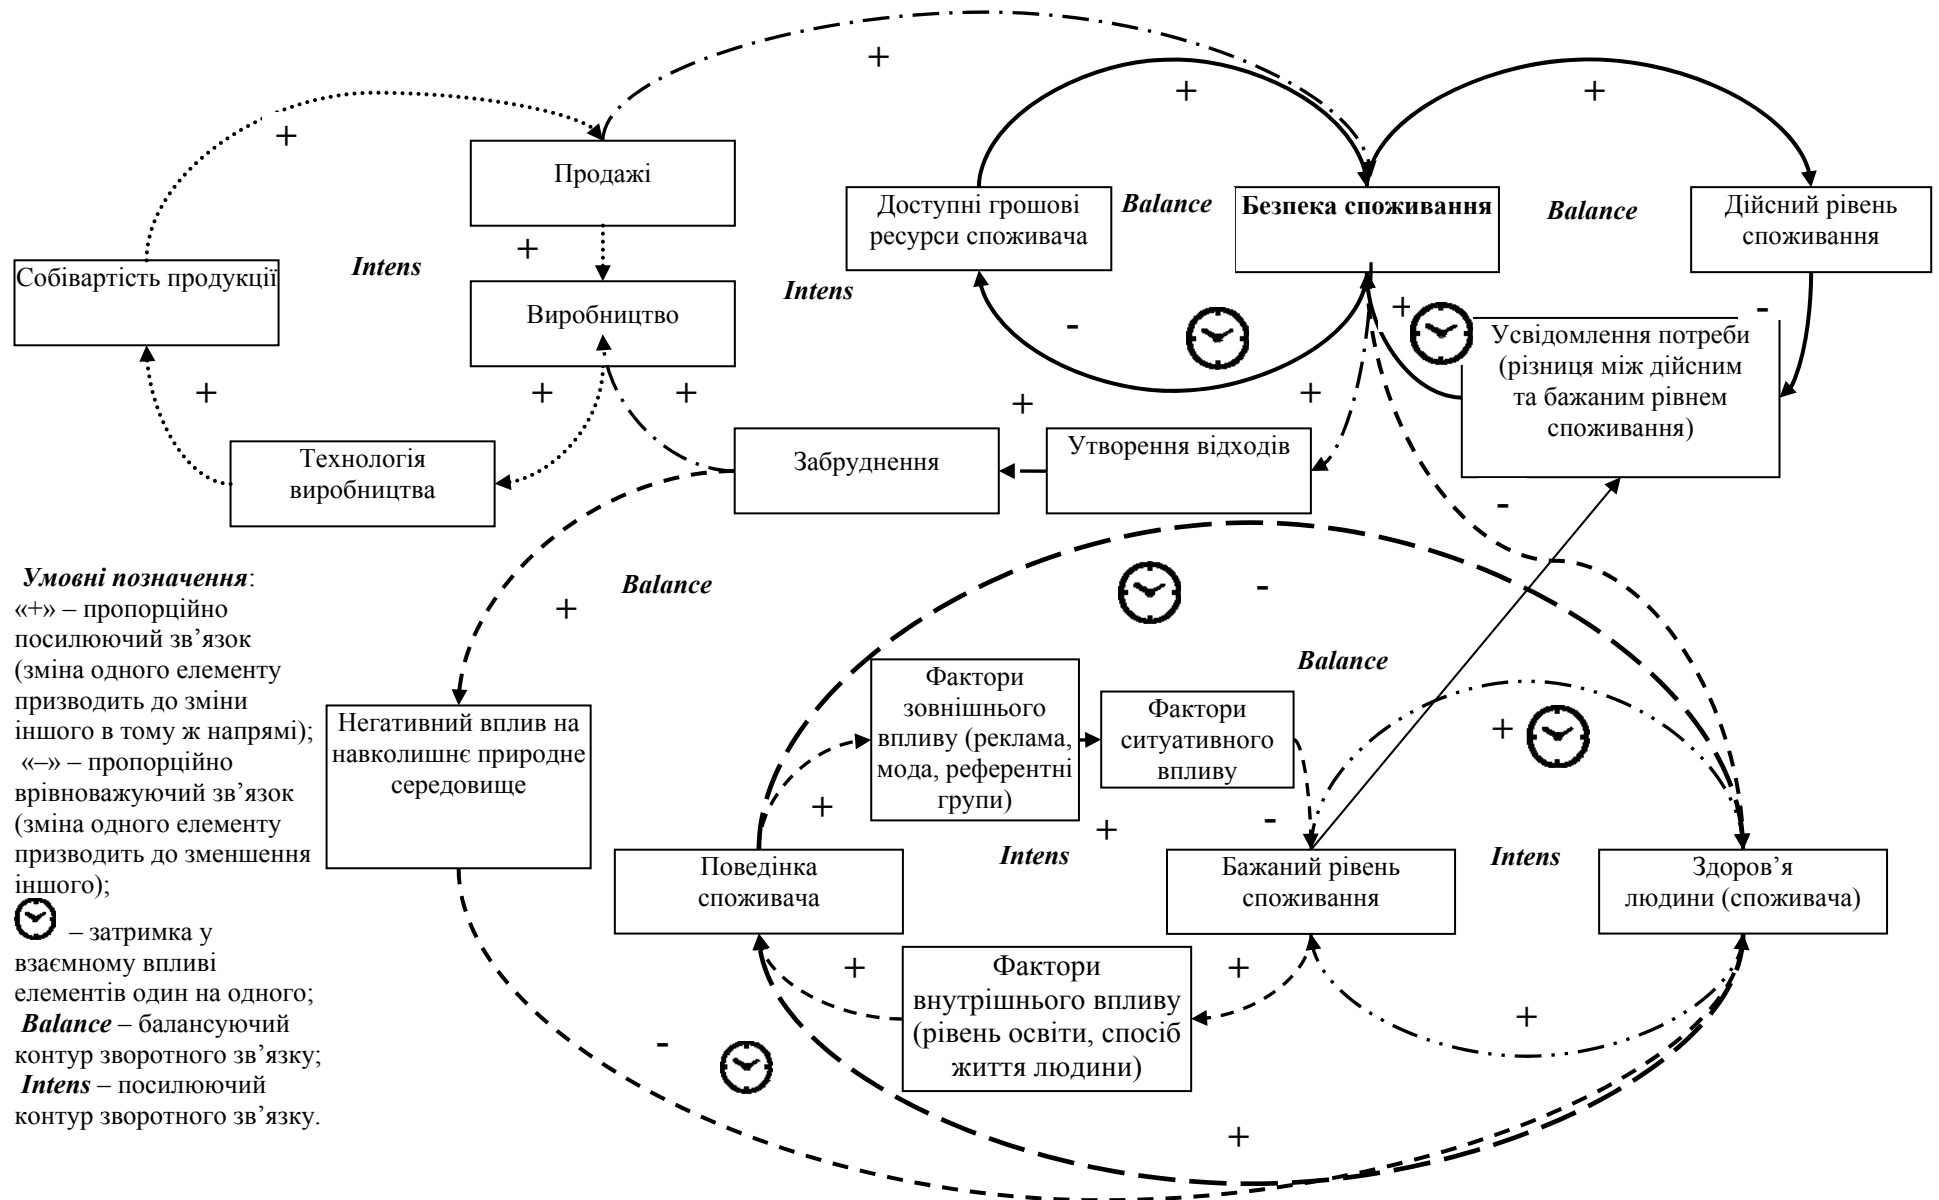 +
+
+
+
Продажі
Доступні грошові
ресурси споживача
Balance
Безпека споживання
Balance
Дійсний рівень
споживання
+
Intens
Собівартість продукції
Intens
Виробництво
-
+
-
Усвідомлення потреби
(різниця між дійсним
та бажаним рівнем
споживання)
+
+
+
+
+
Технологія
виробництва
Забруднення
Утворення відходів
-
Умовні позначення:
«+» – пропорційно
посилюючий зв’язок
(зміна одного елементу
призводить до зміни
іншого в тому ж напрямі);
«–» – пропорційно
врівноважуючий зв’язок
(зміна одного елементу
призводить до зменшення
іншого);
– затримка у
взаємному впливі
елементів один на одного;
Balance – балансуючий
контур зворотного зв’язку;
Intens – посилюючий
контур зворотного зв’язку.
Balance
+
-
Balance
Негативний вплив на
навколишнє природне
середовище
Фактори
зовнішнього
впливу (реклама,
мода, референтні
групи)
Фактори
ситуативного
впливу
+
+
+
-
Intens
Intens
Поведінка
споживача
Бажаний рівень
споживання
Здоров’я
людини (споживача)
+
Фактори
внутрішнього впливу
(рівень освіти, спосіб
життя людини)
+
+
-
+